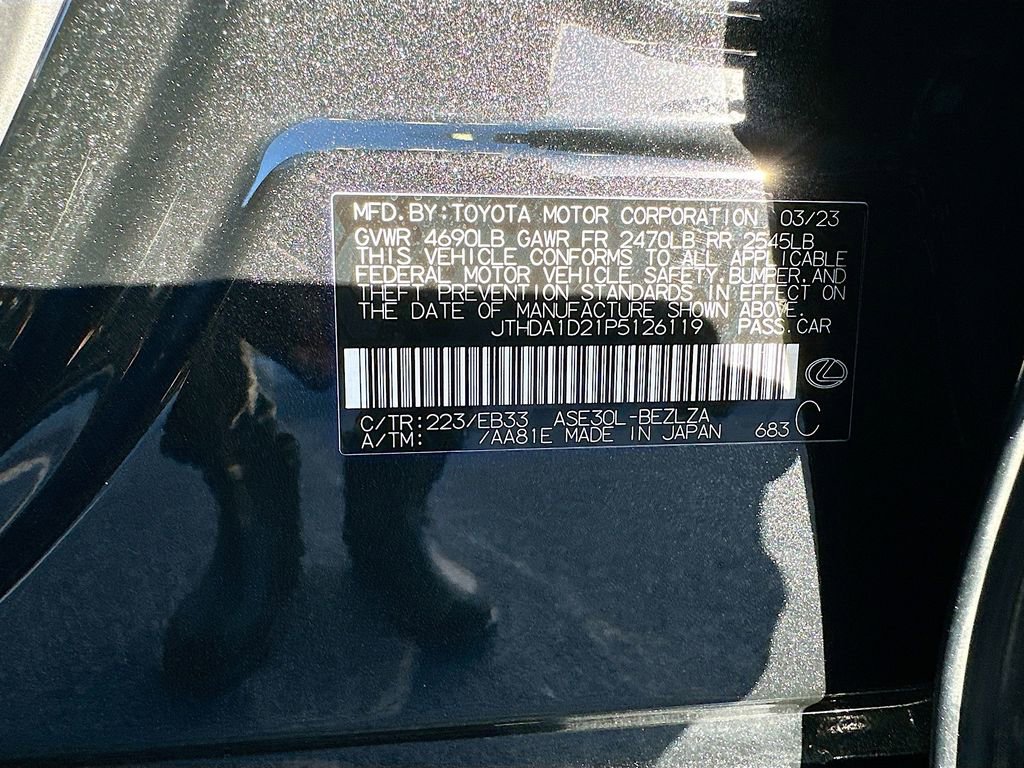 MFD.BY:TOYOTA MOTOR CORPORATION 03/23
GVWR 4690LB GAWR FR 2470LB RR 2545LB
THIS VEHICLE CONFORMS TO ALL APPLICABLE
FEDERAL MOTOR VEHICLE SAFETY,BUMPER,AND
THEFT PREVENTION STANDARDS IN EFFECT ON
THE DATE OF MANUFACTURE SHOWN ABOVE.
JTHDA1D21P5126119 PASS.CAR
C/TR:223/EB33 ASE30L-BEZLZA
A/TM: /AA81E MADE IN JAPAN 683 C